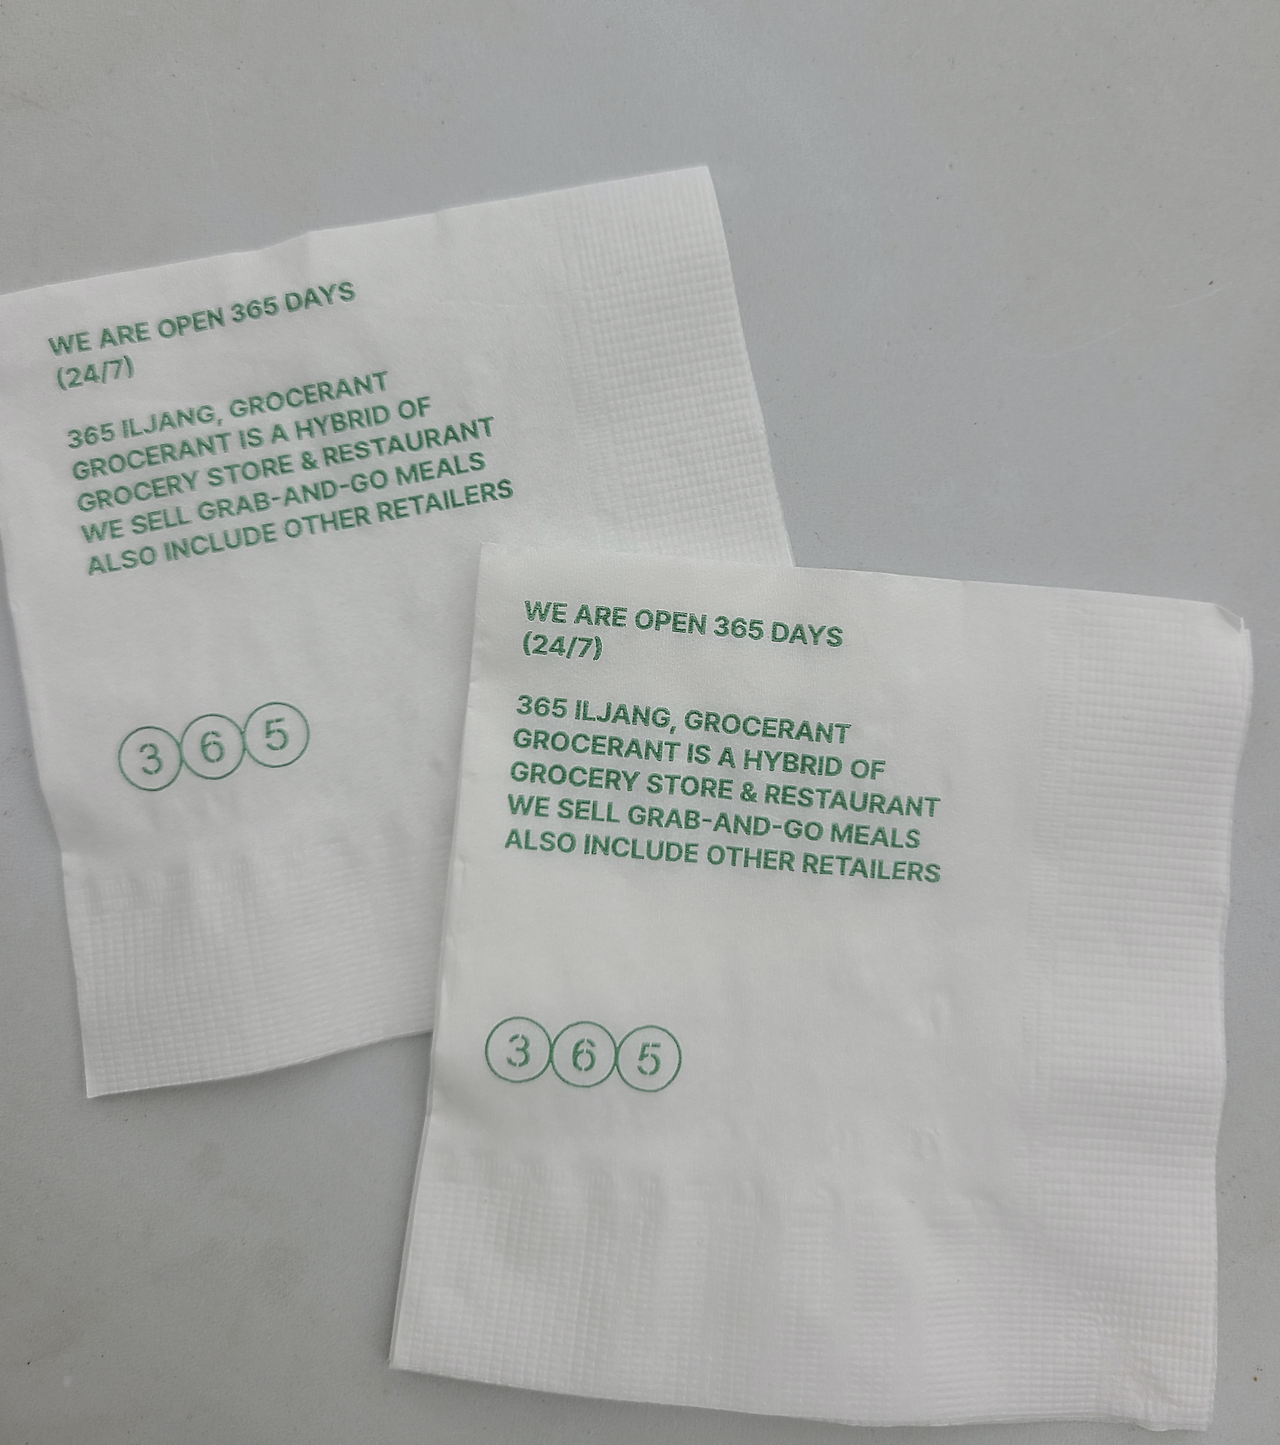 WE ARE OPEN 365 DAYS
(24/7)
365 ILJANG, GROCERANT
GROCERANT IS A HYBRID OF
GROCERY STORE & RESTAURANT
WE SELL GRAB-AND-GO MEALS
ALSO INCLUDE OTHER RETAILERS
365
WE ARE OPEN 365 DAYS
(24/7)
365 ILJANG, GROCERANT
GROCERANT IS A HYBRID OF
GROCERY STORE & RESTAURANT
WE SELL GRAB-AND-GO MEALS
ALSO INCLUDE OTHER RETAILERS
365